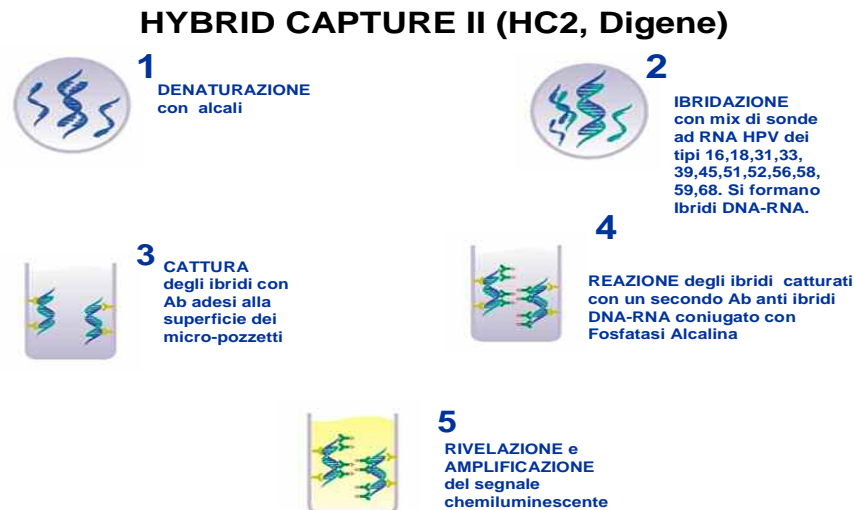 HYBRID CAPTURE II (HC2, Digene)
1
DENATURAZIONE
con alcali
2
IBRIDAZIONE
con mix di sonde
ad RNA HPV dei
tipi 16,18,31,33,
39,45,51,52,56,58,
59,68. Si formano
Ibridi DNA-RNA.
3
CATTURA
degli ibridi con
Ab adesi alla
superficie dei
micro-pozzetti
4
REAZIONE degli ibridi catturati
con un secondo Ab anti ibridi
DNA-RNA coniugato con
Fosfatasi Alcalina
5
RIVELAZIONE e
AMPLIFICAZIONE
del segnale
chemiluminescente